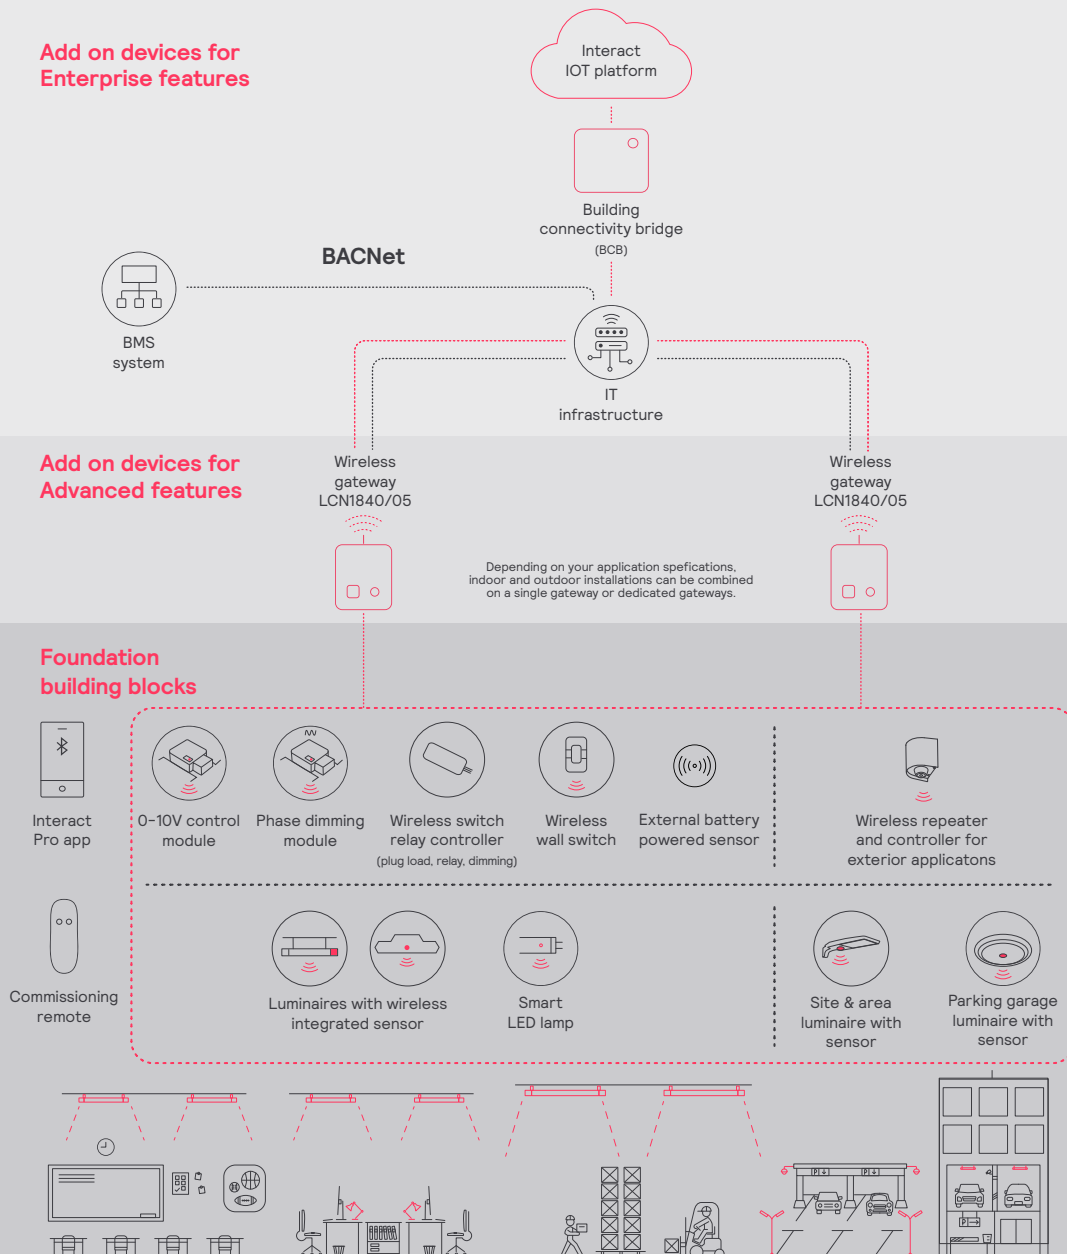 Add on devices for
Enterprise features
Interact
IOT platform
Building
connectivity bridge
(BCB)
BACNet
BMS
system
IT
infrastructure
Add on devices for
Advanced features
Wireless
gateway
LCN1840/05
Wireless
gateway
LCN1840/05
Depending on your application spefications,
indoor and outdoor installations can be combined
on a single gateway or dedicated gateways.
Foundation
building blocks
Interact
Pro app
0-10V control
module
Phase dimming
module
Wireless switch
relay controller
(plug load, relay, dimming)
Wireless
wall switch
External battery
powered sensor
Wireless repeater
and controller for
exterior applicatons
Commissioning
remote
Luminaires with wireless
integrated sensor
Smart
LED lamp
Site & area
luminaire with
sensor
Parking garage
luminaire with
sensor
P↓
P↓
P→